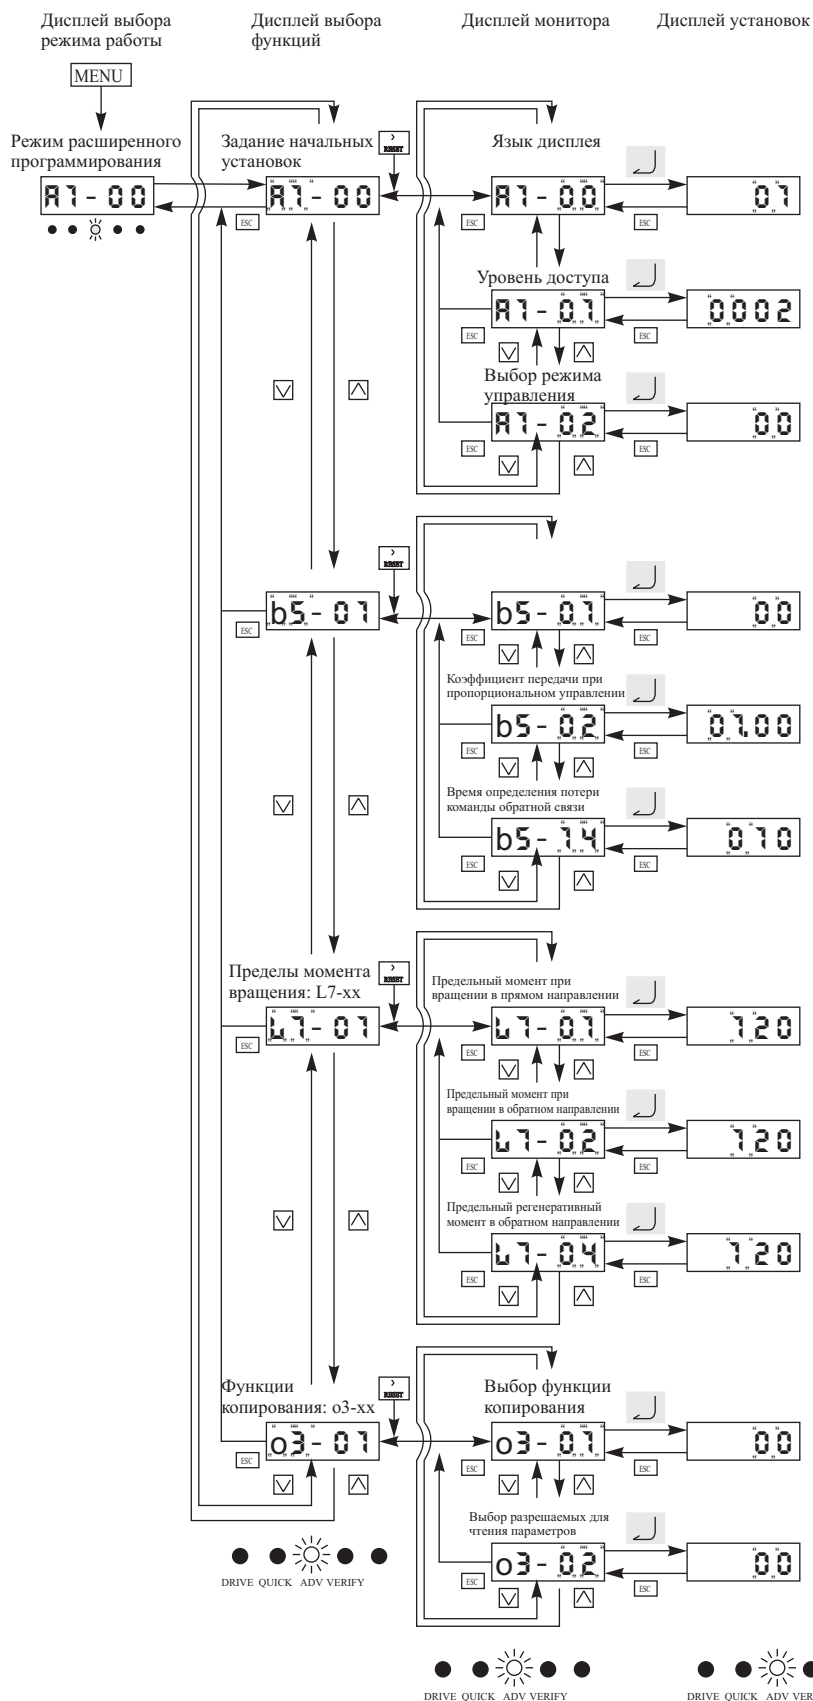 Дисплей выбора
режима работы
Дисплей выбора
функций
Дисплей монитора
Дисплей установок
MENU
Режим расширенного
программирования
A1-00
Задание начальных
установок
A1-00
ESC
>
RESET
Язык дисплея
A1-00
ESC
01
ESC
Уровень доступа
A1-01
ESC
0002
ESC
Выбор режима
управления
A1-02
ESC
00
ESC
>
RESET
b5-01
ESC
b5-01
ESC
00
ESC
Коэффициент передачи при
пропорциональном управлении
b5-02
ESC
01.00
ESC
Время определения потери
команды обратной связи
b5-14
ESC
010
ESC
Пределы момента
вращения: L7-xx
>
RESET
L7-01
ESC
Предельный момент при
вращении в прямом направлении
L7-01
ESC
120
ESC
Предельный момент при
вращении в обратном направлении
L7-02
ESC
120
ESC
Предельный регенеративный
момент в обратном направлении
L7-04
ESC
120
ESC
Функции
копирования: o3-xx
>
RESET
o3-01
ESC
Выбор функции
копирования
o3-01
ESC
00
ESC
Выбор разрешаемых для
чтения параметров
o3-02
ESC
00
ESC
DRIVE QUICK ADV VERIFY
DRIVE QUICK ADV VERIFY
DRIVE QUICK ADV VER